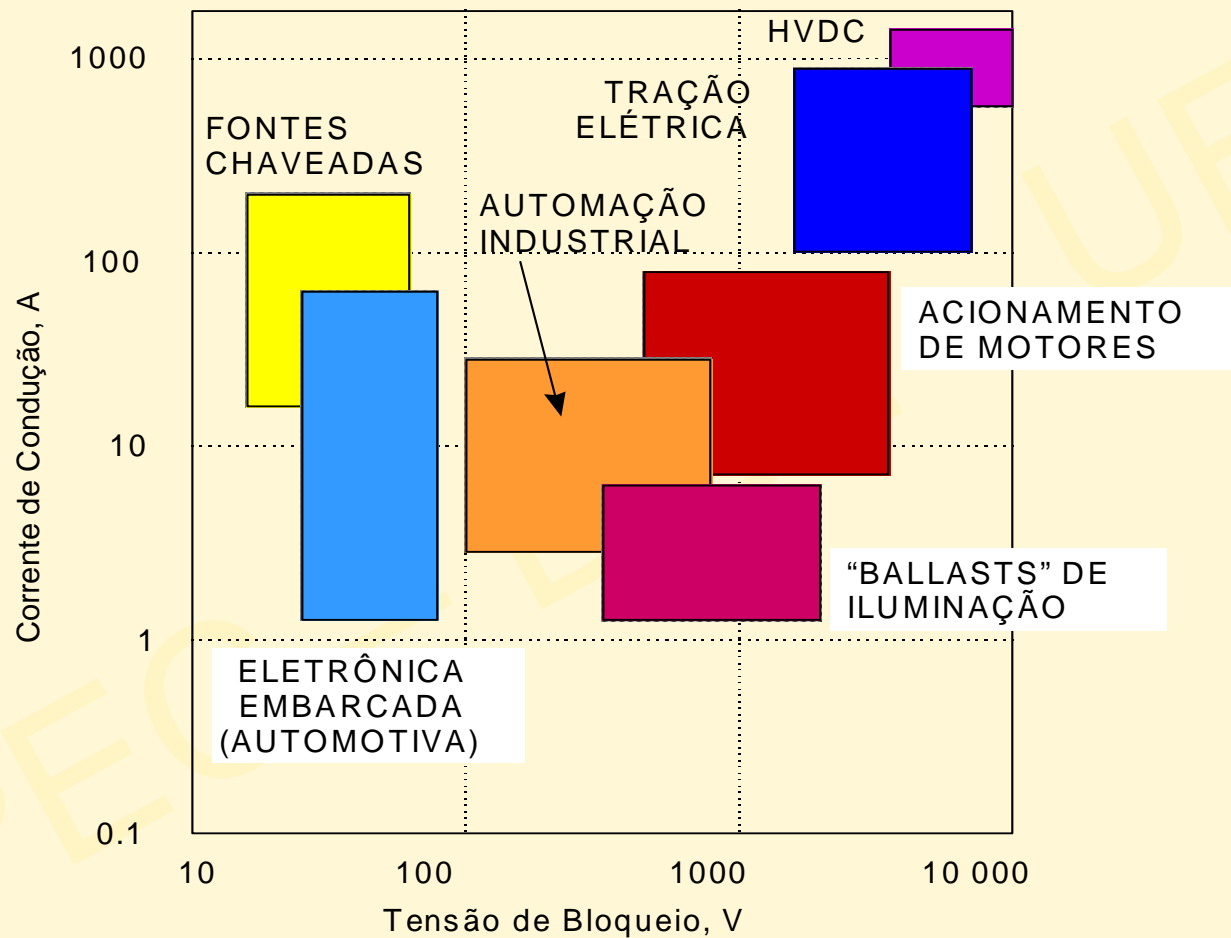 HVDC
1000
TRAÇÃO
ELÉTRICA
FONTES
CHAVEADAS
AUTOMAÇÃO
INDUSTRIAL
100
ACIONAMENTO
DE MOTORES
Corrente de Condução, A
10
“BALLASTS” DE
ILUMINAÇÃO
1
ELETRÔNICA
EMBARCADA
(AUTOMOTIVA)
0.1
10
100
1000
10 000
Tensão de Bloqueio, V